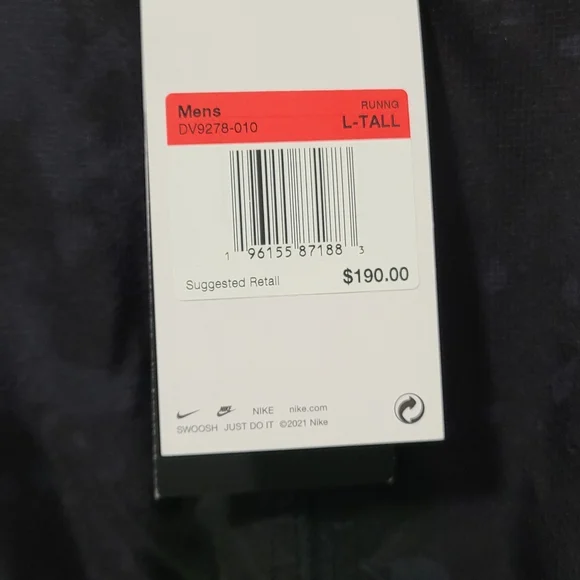 Mens RUNNG
DV9278-010 L-TALL
1 96155 87188 3
Suggested Retail $190.00
NIKE NIKE nike.com
SWOOSH JUST DO IT ©2021 Nike